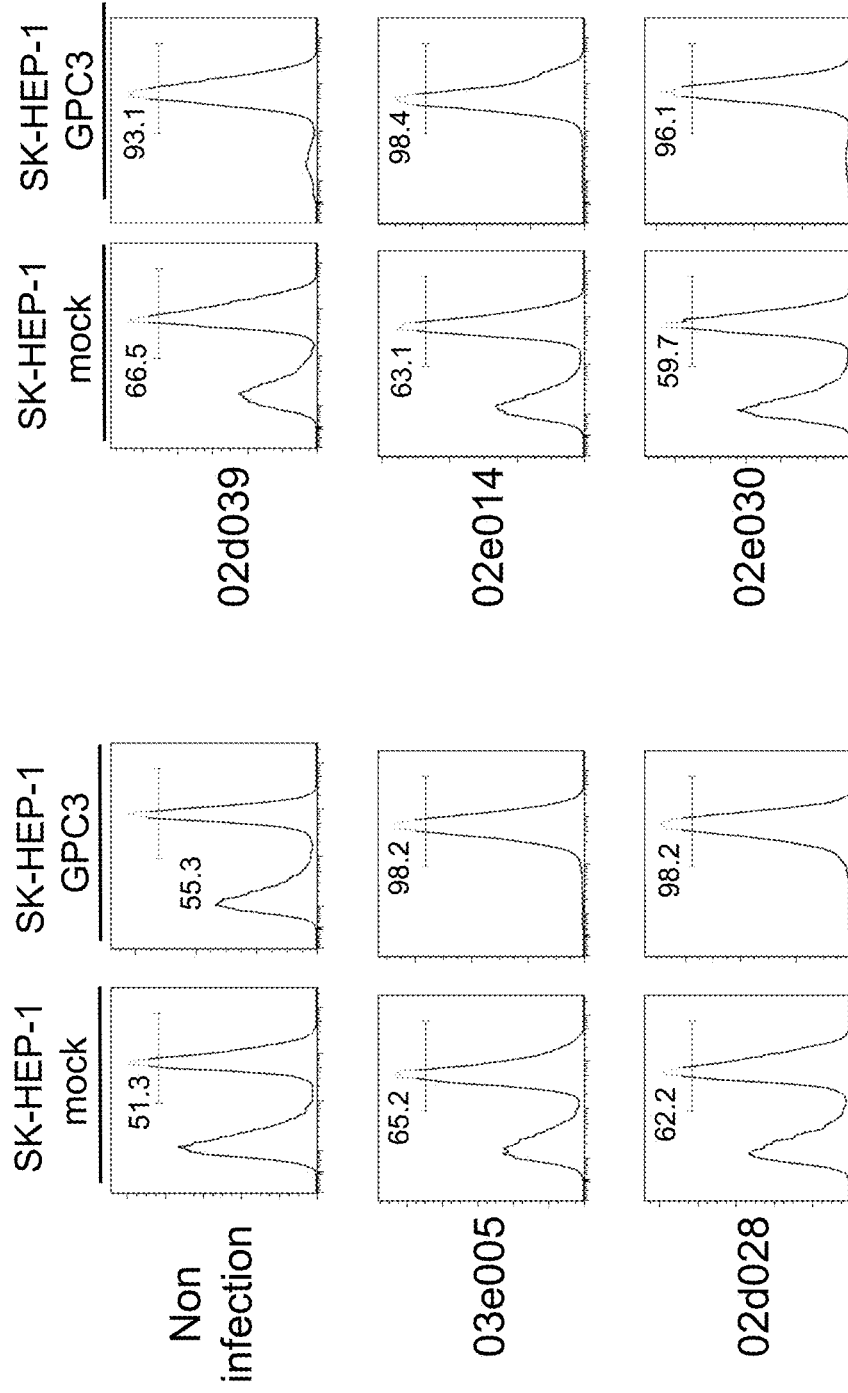 SK-HEP-1
mock
SK-HEP-1
GPC3
SK-HEP-1
mock
SK-HEP-1
GPC3
Non
infection
51.3
55.3
02d039
66.5
93.1
03e005
65.2
98.2
02e014
63.1
98.4
02d028
62.2
98.2
02e030
59.7
96.1